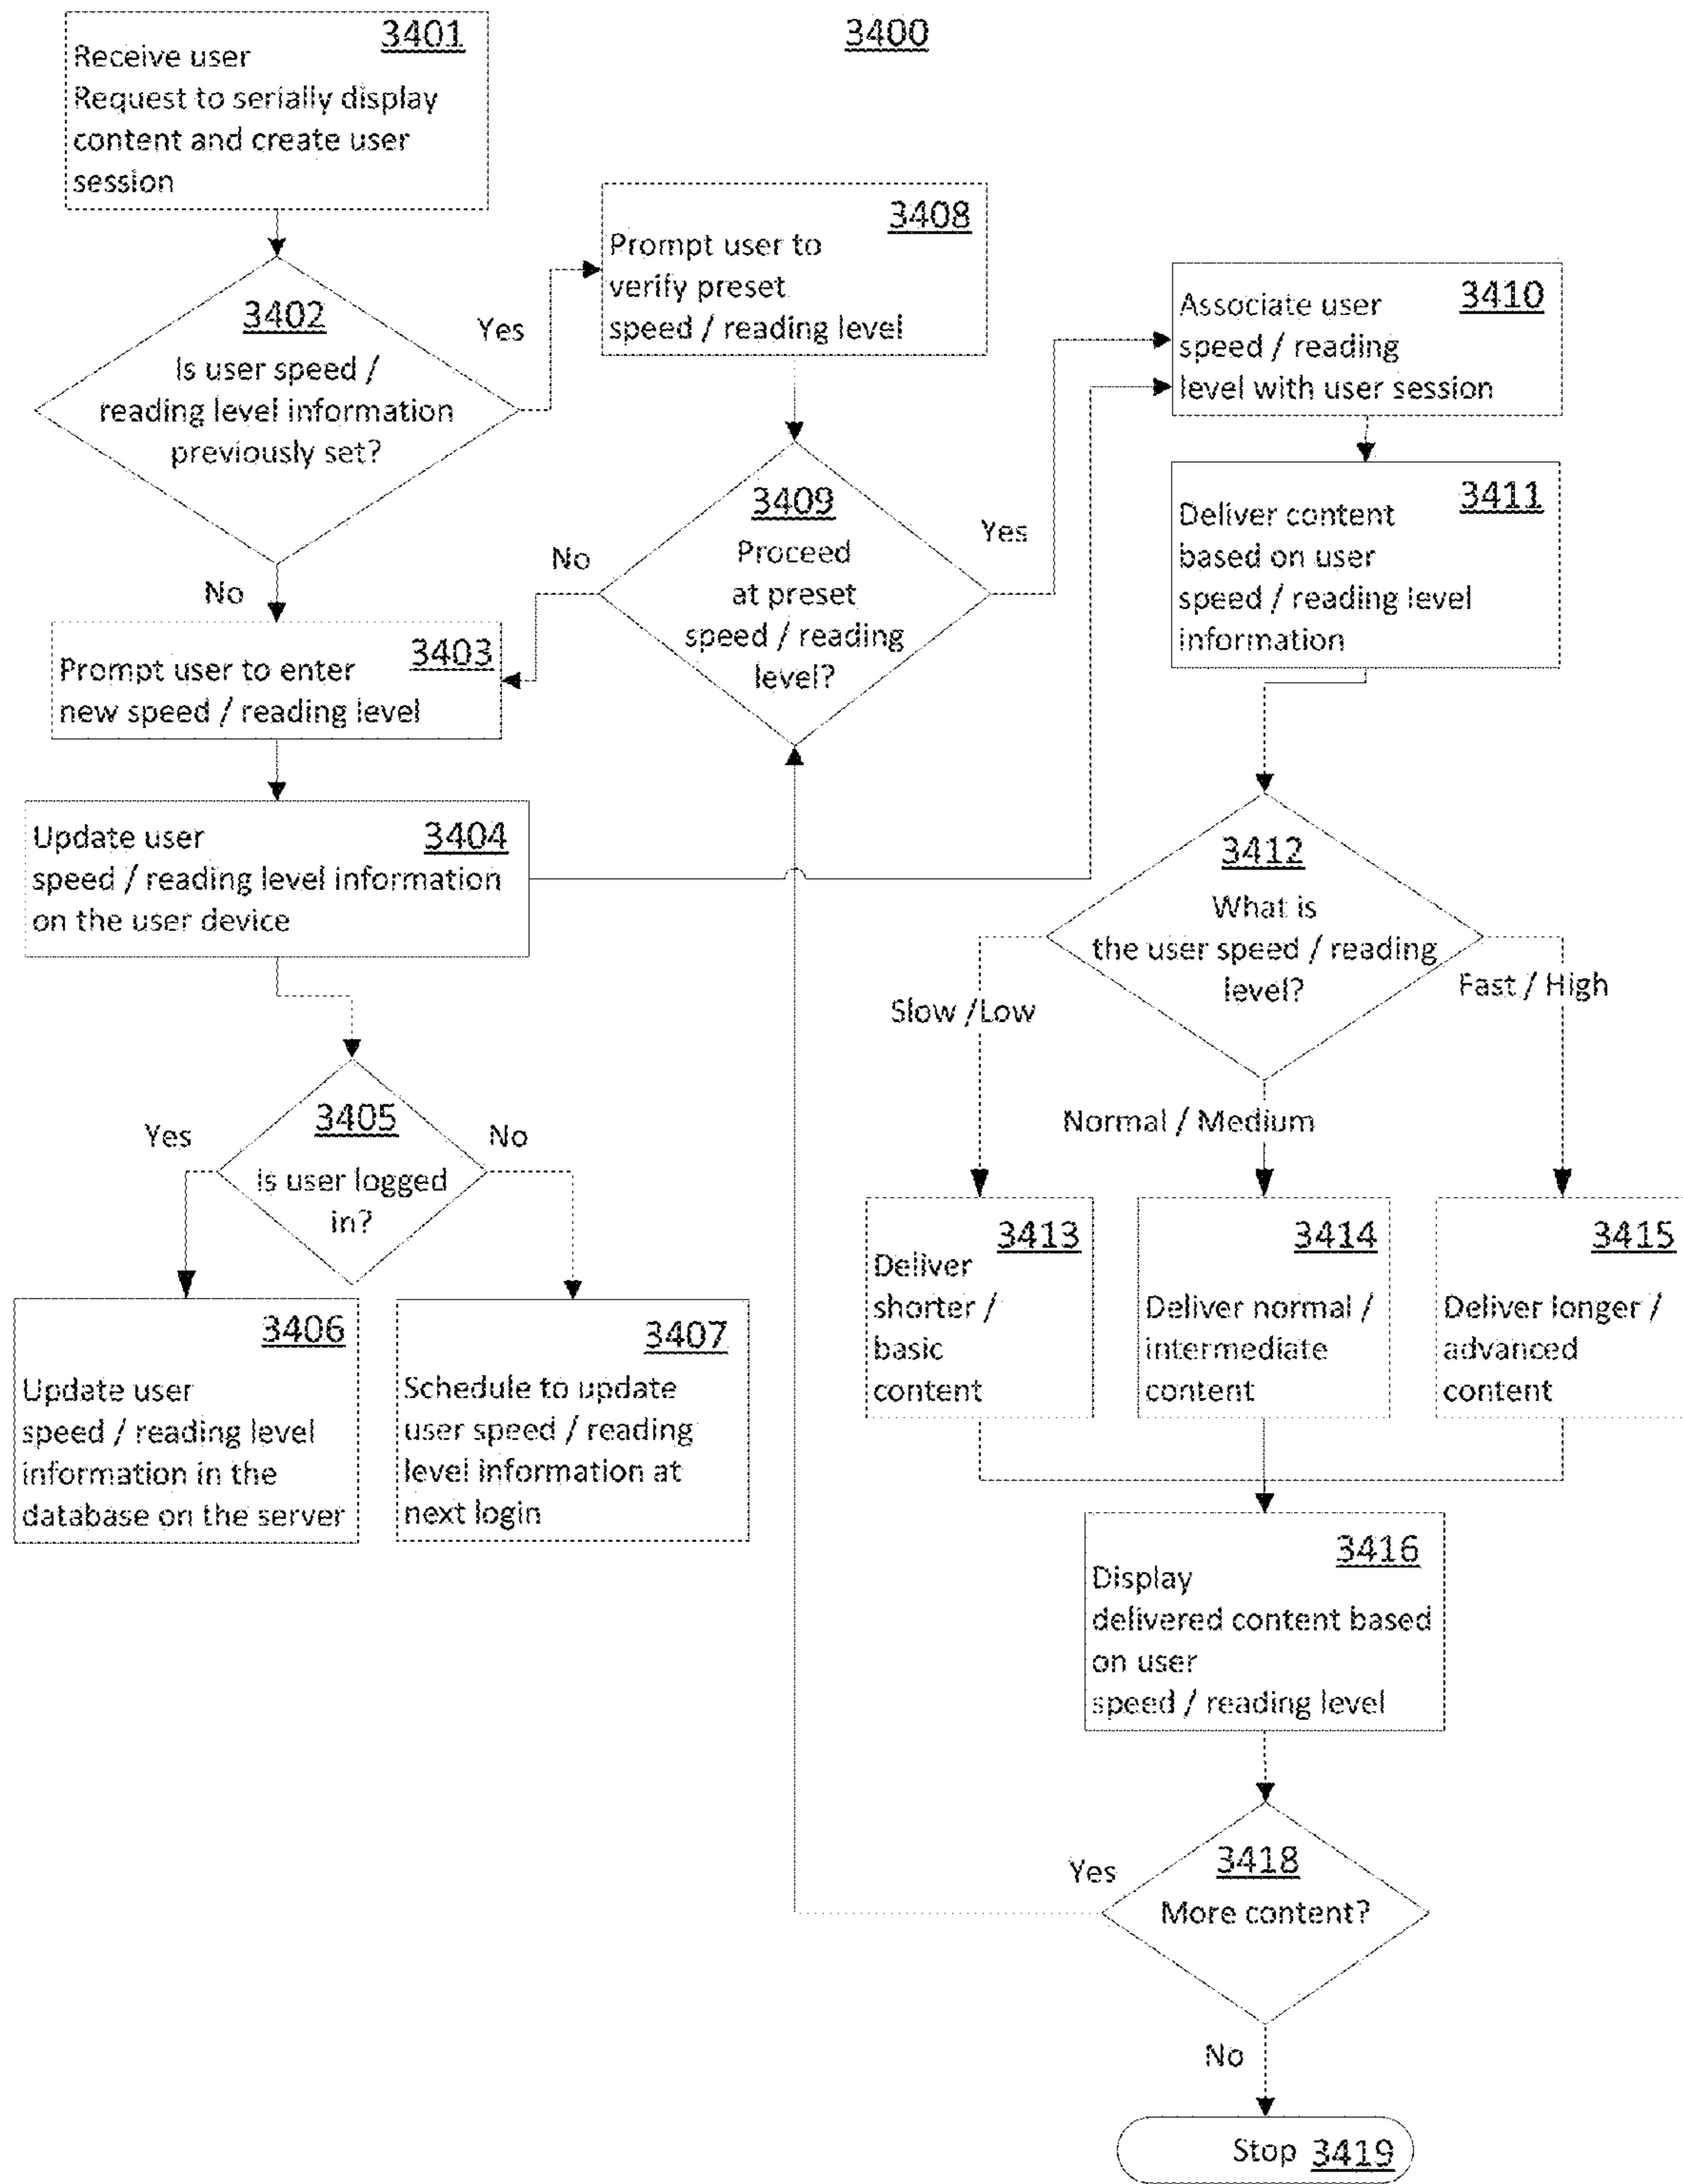 3400
3401
Receive user
Request to serially display
content and create user
session
3402
Is user speed /
reading level information
previously set?
Yes
No
3408
Prompt user to
verify preset
speed / reading level
3409
Proceed
at preset
speed / reading
level?
No
Yes
3403
Prompt user to enter
new speed / reading level
3404
Update user
speed / reading level information
on the user device
3405
Is user logged
in?
Yes
No
3406
Update user
speed / reading level
information in the
database on the server
3407
Schedule to update
user speed / reading
level information at
next login
3410
Associate user
speed / reading
level with user session
3411
Deliver content
based on user
speed / reading level
information
3412
What is
the user speed / reading
level?
Slow /Low
Normal / Medium
Fast / High
3413
Deliver
shorter /
basic
content
3414
Deliver normal /
intermediate
content
3415
Deliver longer /
advanced
content
3416
Display
delivered content based
on user
speed / reading level
3418
More content?
Yes
No
Stop 3419